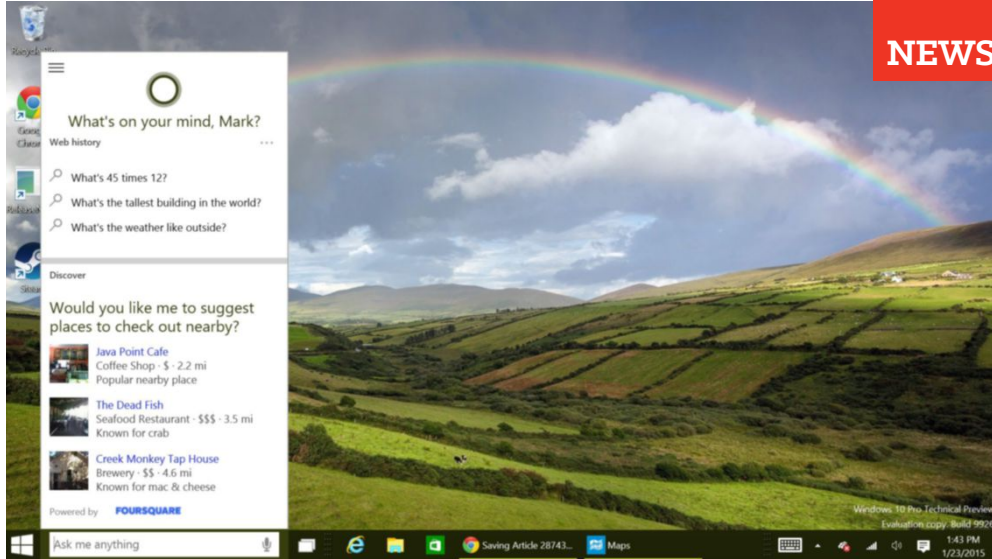 NEWS
What's on your mind, Mark?
Web history
What's 45 times 12?
What's the tallest building in the world?
What's the weather like outside?
Discover
Would you like me to suggest
places to check out nearby?
Java Point Cafe
Coffee Shop · $ · 2.2 mi
Popular nearby place
The Dead Fish
Seafood Restaurant · $$$ · 3.5 mi
Known for crab
Creek Monkey Tap House
Brewery · $$ · 4.6 mi
Known for mac & cheese
Powered by FOURSQUARE
Windows 10 Pro Technical Preview
Evaluation copy. Build 9926
Ask me anything
Saving Article 28743...
Maps
1:43 PM
1/23/2015